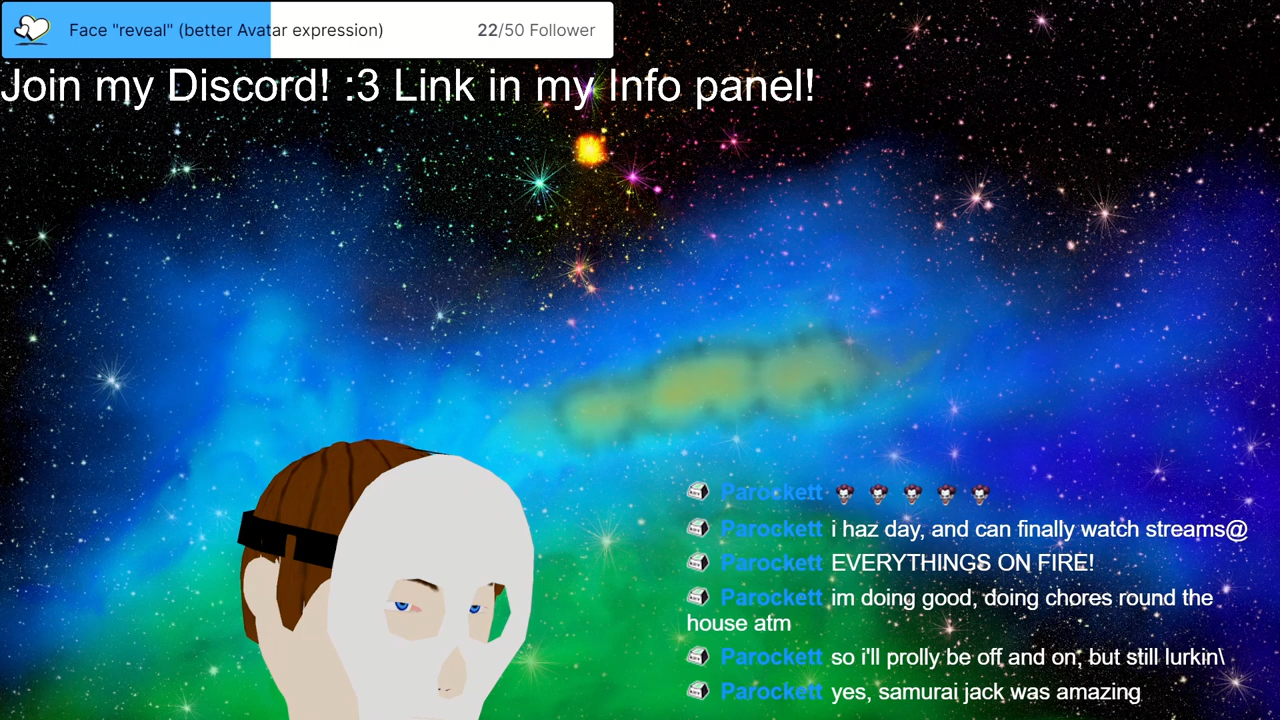 Face "reveal" (better Avatar expression) 22/50 Follower
Join my Discord! :3 Link in my Info panel!
Parockett
Parockett i haz day, and can finally watch streams@
Parockett EVERYTHINGS ON FIRE!
Parockett im doing good, doing chores round the
house atm
Parockett so i'll prolly be off and on, but still lurkin\
Parockett yes, samurai jack was amazing